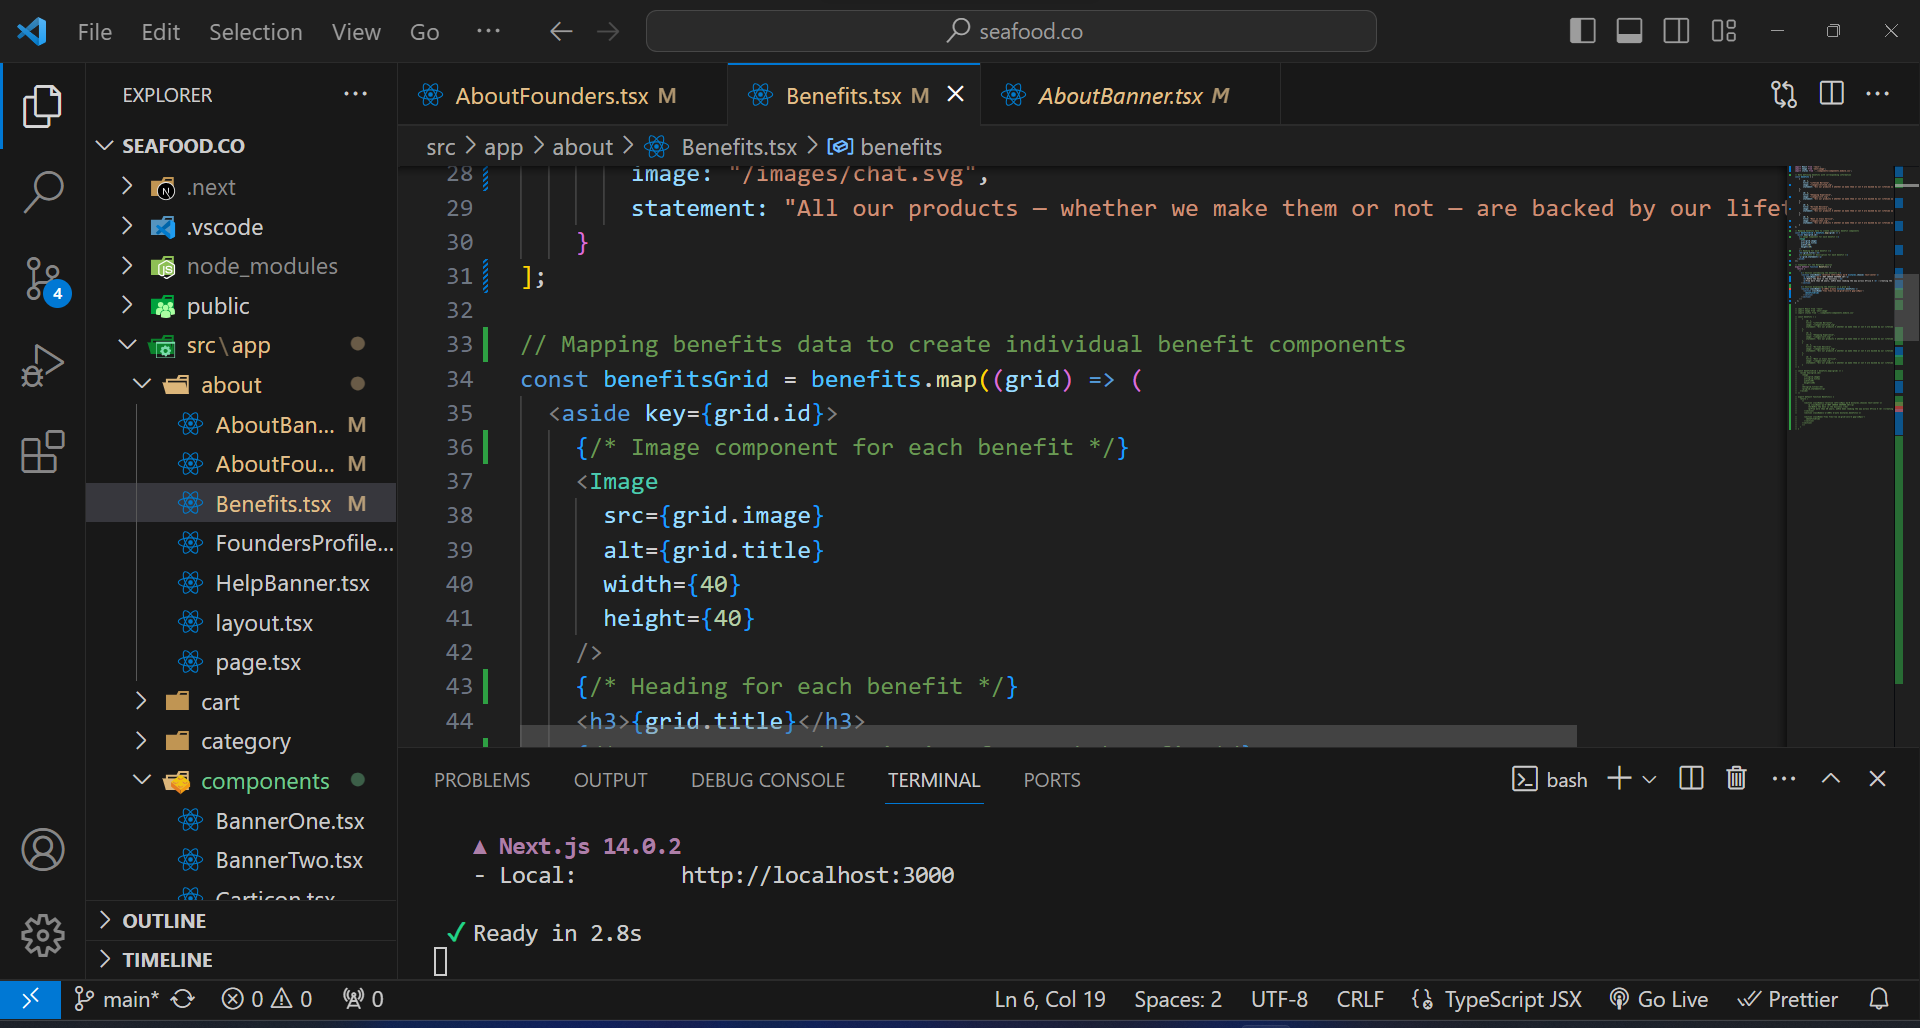 File Edit Selection View Go ··· seafood.co
EXPLORER ···
SEAFOOD.CO
.next
.vscode
node_modules
public
src\app
about
AboutBan... M
AboutFou... M
Benefits.tsx M
FoundersProfile...
HelpBanner.tsx
layout.tsx
page.tsx
cart
category
components
BannerOne.tsx
BannerTwo.tsx
Carticon.tsx
OUTLINE
TIMELINE
4
AboutFounders.tsx M Benefits.tsx M AboutBanner.tsx M
src > app > about > Benefits.tsx > benefits
28 image: "/images/chat.svg",
29 statement: "All our products — whether we make them or not — are backed by our lifet
30 }
31 ];
32
33 // Mapping benefits data to create individual benefit components
34 const benefitsGrid = benefits.map((grid) => (
35 <aside key={grid.id}>
36 {/* Image component for each benefit */}
37 <Image
38 src={grid.image}
39 alt={grid.title}
40 width={40}
41 height={40}
42 />
43 {/* Heading for each benefit */}
44 <h3>{grid.title}</h3>
PROBLEMS OUTPUT DEBUG CONSOLE TERMINAL PORTS bash
▲ Next.js 14.0.2
- Local: http://localhost:3000
✓ Ready in 2.8s
main* 0 0 0 Ln 6, Col 19 Spaces: 2 UTF-8 CRLF TypeScript JSX Go Live Prettier